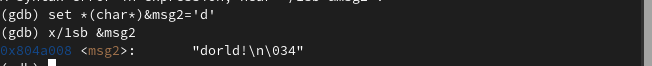 (gdb) set *(char*)&msg2='d'
(gdb) x/1sb &msg2
0x804a008 <msg2>:        "dorld!\n\034"